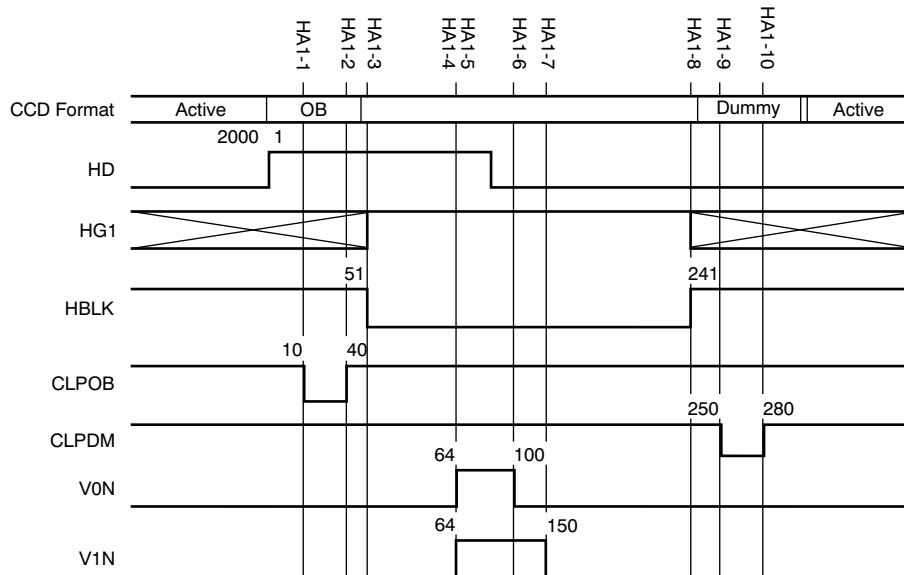 HA1-1
HA1-2
HA1-3
HA1-4
HA1-5
HA1-6
HA1-7
HA1-8
HA1-9
HA1-10
CCD Format Active OB Dummy Active
2000 1
HD
HG1
51 241
HBLK
10 40
CLPOB
250 280
CLPDM
64 100
V0N
64 150
V1N